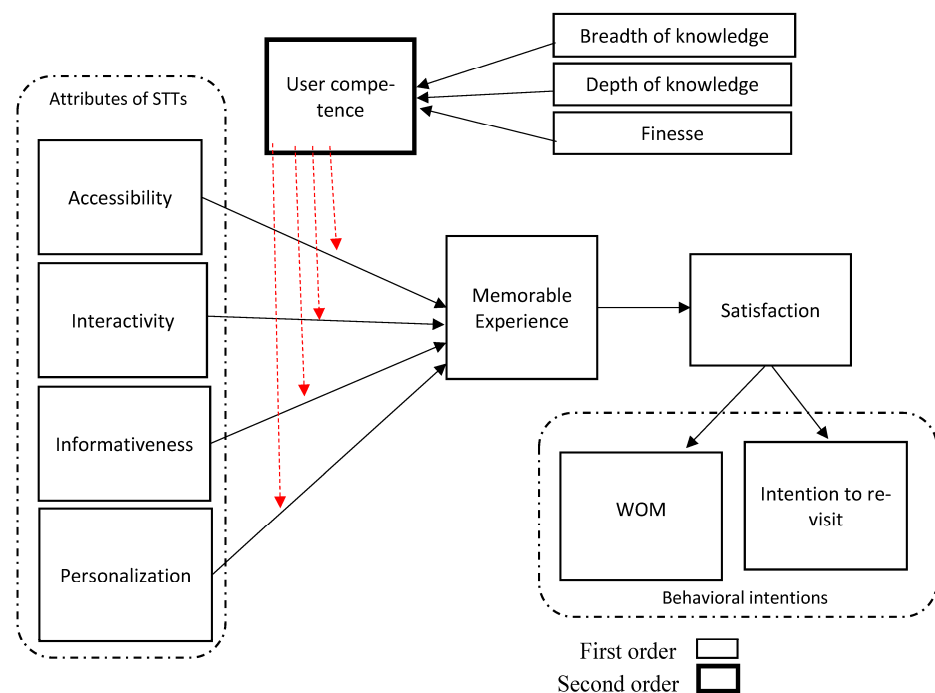 Breadth of knowledge
User compe-
tence
Depth of knowledge
Attributes of STTs
Finesse
Accessibility
Memorable
Experience
Satisfaction
Interactivity
Informativeness
WOM
Intention to re-
visit
Personalization
Behavioral intentions
First order
Second order